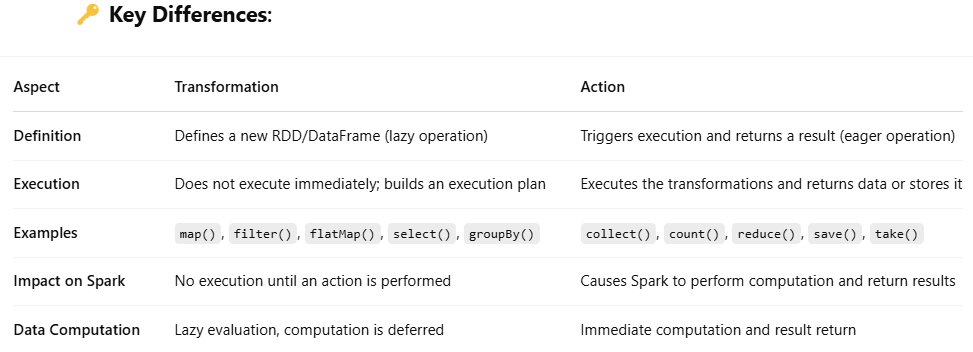 🔑 Key Differences:
Aspect Transformation Action
Definition Defines a new RDD/DataFrame (lazy operation) Triggers execution and returns a result (eager operation)
Execution Does not execute immediately; builds an execution plan Executes the transformations and returns data or stores it
Examples map(), filter(), flatMap(), select(), groupBy() collect(), count(), reduce(), save(), take()
Impact on Spark No execution until an action is performed Causes Spark to perform computation and return results
Data Computation Lazy evaluation, computation is deferred Immediate computation and result return